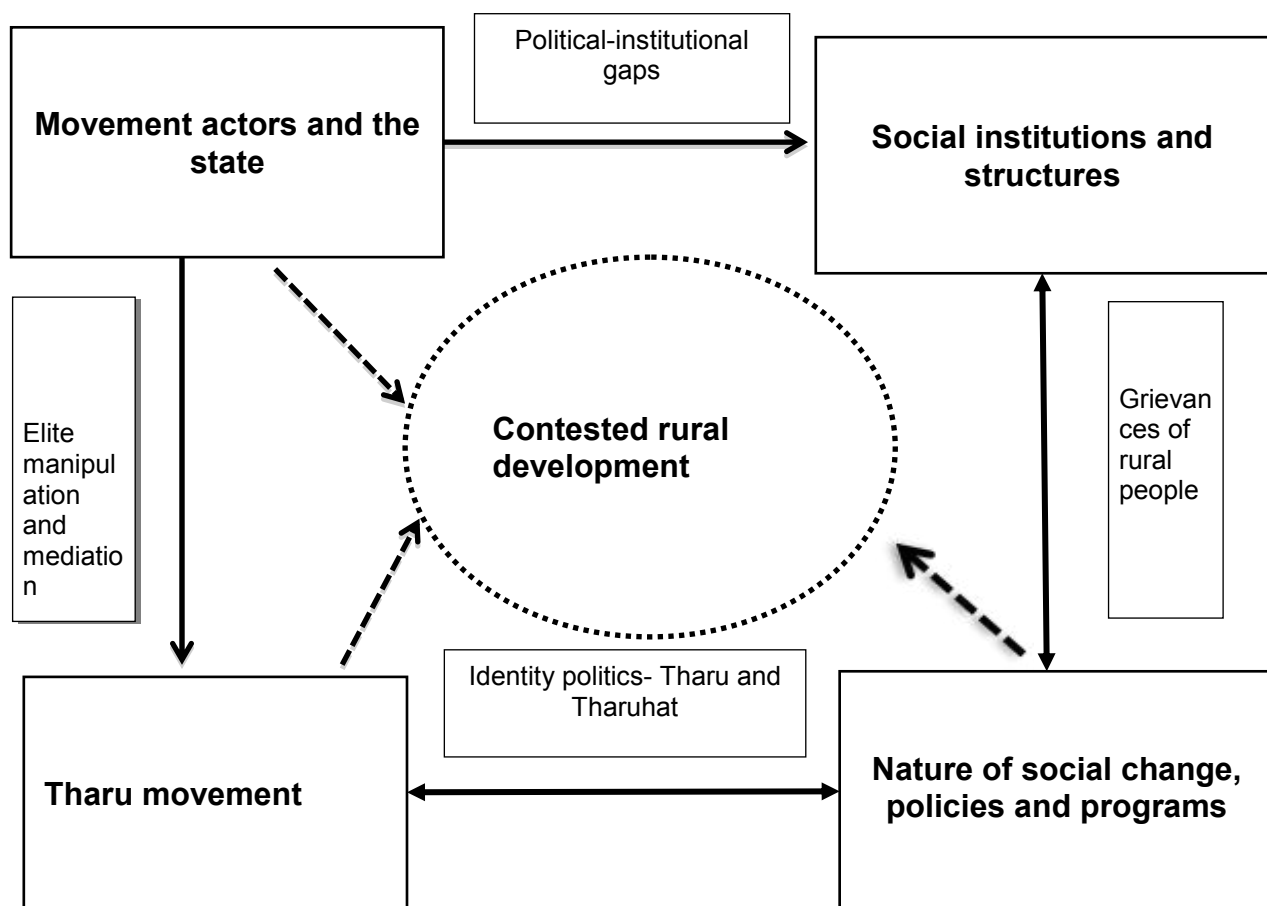 Political-institutional
gaps
Movement actors and the
state
Social institutions and
structures
Elite
manipul
ation
and
mediatio
n
Contested rural
development
Grievan
ces of
rural
people
Identity politics- Tharu and
Tharuhat
Tharu movement
Nature of social change,
policies and programs